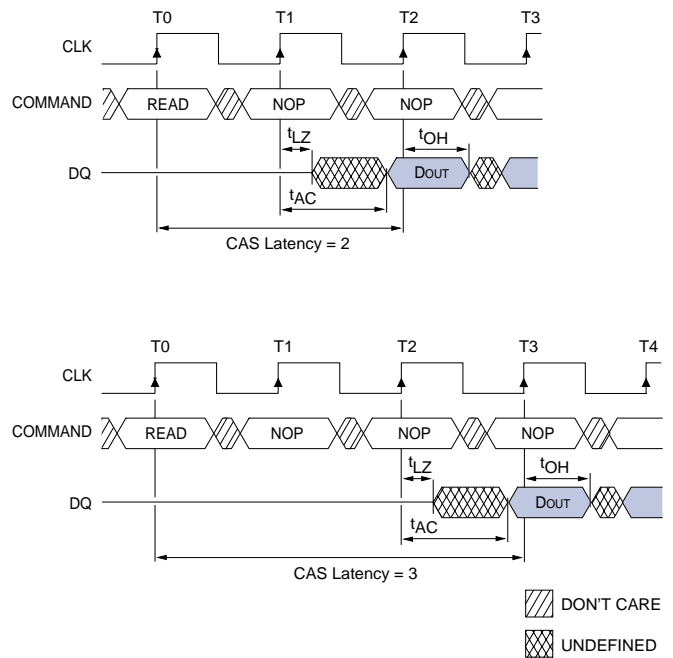 T0 T1 T2 T3
CLK
COMMAND READ NOP NOP
tLZ tOH
DQ DOUT
tAC
CAS Latency = 2
T0 T1 T2 T3 T4
CLK
COMMAND READ NOP NOP NOP
tLZ tOH
DQ DOUT
tAC
CAS Latency = 3
DON'T CARE
UNDEFINED